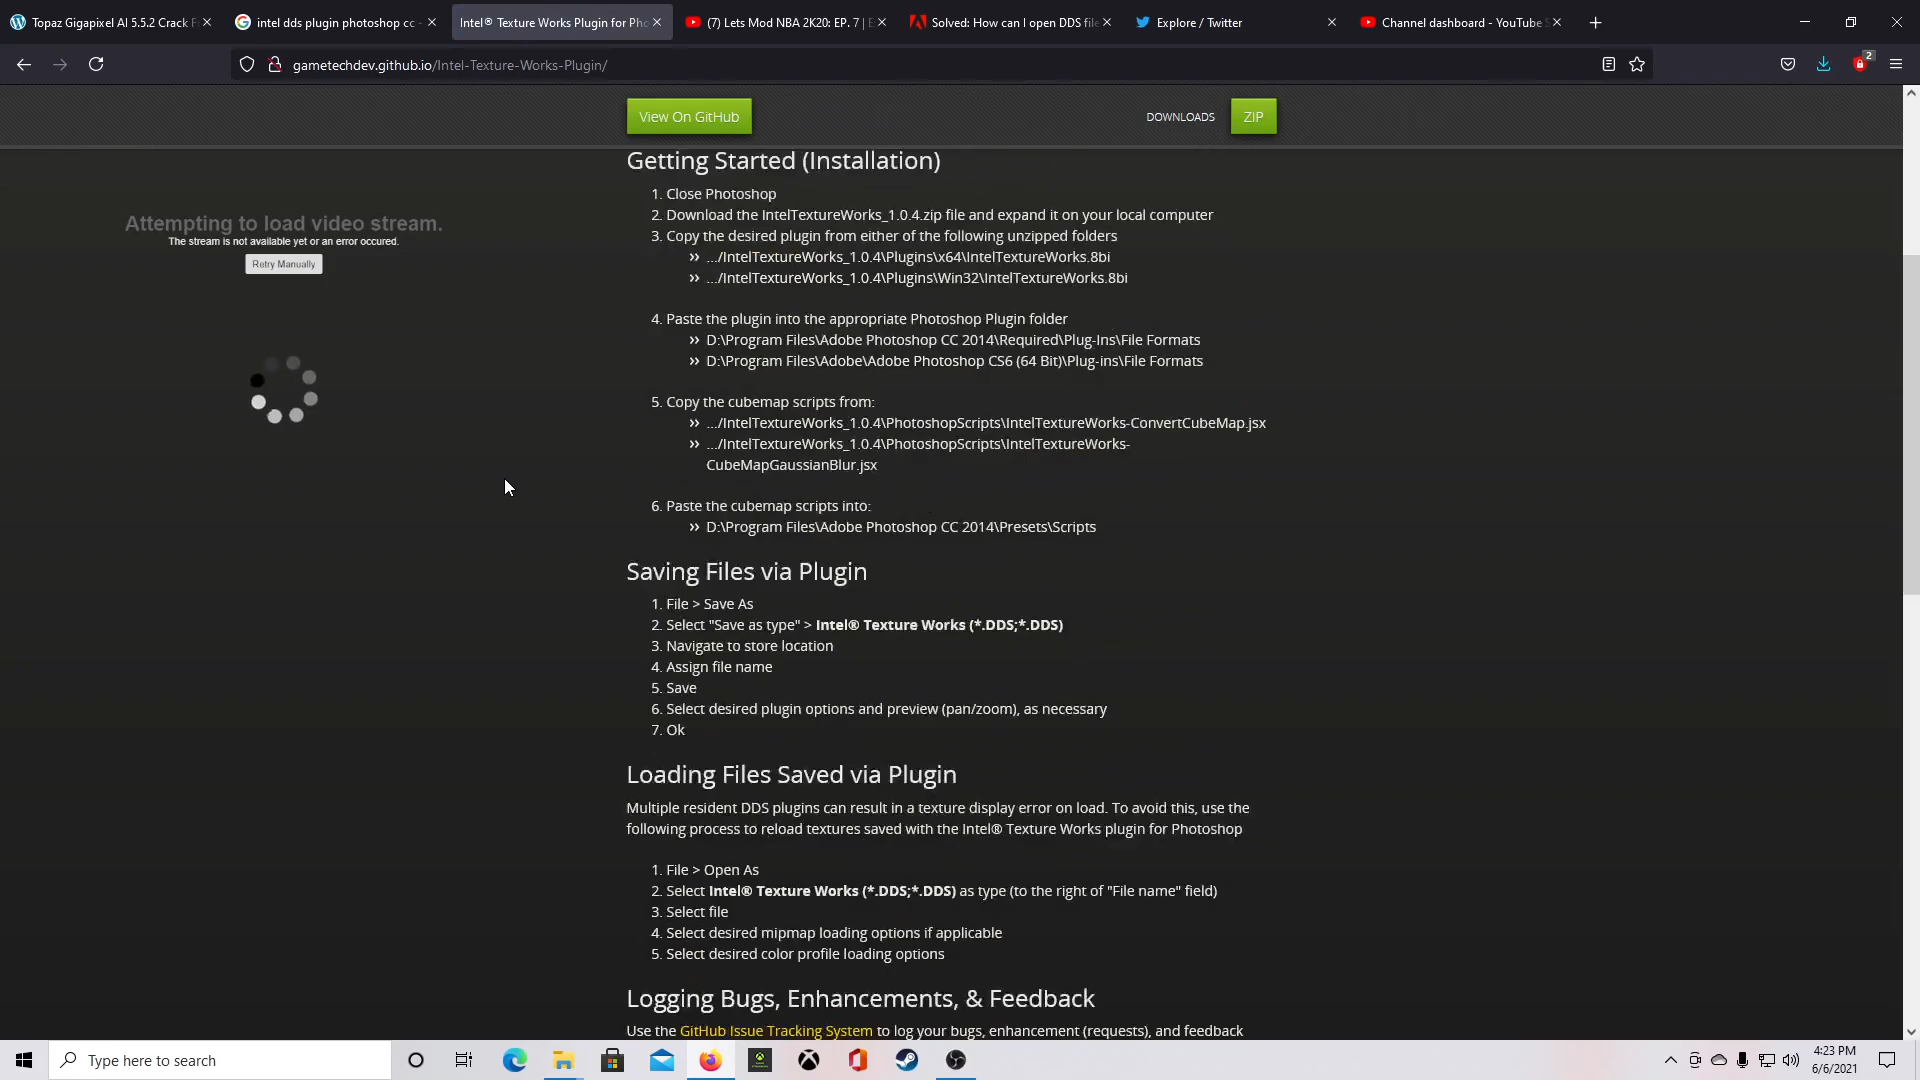 Topaz Gigapixel AI 5.5.2 Crack F
intel dds plugin photoshop cc -
Intel® Texture Works Plugin for Pho
(7) Lets Mod NBA 2K20: EP. 7 | E
Solved: How can I open DDS file
Explore / Twitter
Channel dashboard - YouTube S
gametechdev.github.io/Intel-Texture-Works-Plugin/
2
View On GitHub
DOWNLOADS
ZIP
Attempting to load video stream.
The stream is not available yet or an error occured.
Retry Manually
Getting Started (Installation)
1. Close Photoshop
2. Download the IntelTextureWorks_1.0.4.zip file and expand it on your local computer
3. Copy the desired plugin from either of the following unzipped folders
» .../IntelTextureWorks_1.0.4\Plugins\x64\IntelTextureWorks.8bi
» .../IntelTextureWorks_1.0.4\Plugins\Win32\IntelTextureWorks.8bi
4. Paste the plugin into the appropriate Photoshop Plugin folder
» D:\Program Files\Adobe Photoshop CC 2014\Required\Plug-Ins\File Formats
» D:\Program Files\Adobe\Adobe Photoshop CS6 (64 Bit)\Plug-ins\File Formats
5. Copy the cubemap scripts from:
» .../IntelTextureWorks_1.0.4\PhotoshopScripts\IntelTextureWorks-ConvertCubeMap.jsx
» .../IntelTextureWorks_1.0.4\PhotoshopScripts\IntelTextureWorks-
CubeMapGaussianBlur.jsx
6. Paste the cubemap scripts into:
» D:\Program Files\Adobe Photoshop CC 2014\Presets\Scripts
Saving Files via Plugin
1. File > Save As
2. Select "Save as type" > Intel® Texture Works (*.DDS;*.DDS)
3. Navigate to store location
4. Assign file name
5. Save
6. Select desired plugin options and preview (pan/zoom), as necessary
7. Ok
Loading Files Saved via Plugin
Multiple resident DDS plugins can result in a texture display error on load. To avoid this, use the
following process to reload textures saved with the Intel® Texture Works plugin for Photoshop
1. File > Open As
2. Select Intel® Texture Works (*.DDS;*.DDS) as type (to the right of "File name" field)
3. Select file
4. Select desired mipmap loading options if applicable
5. Select desired color profile loading options
Logging Bugs, Enhancements, & Feedback
Use the GitHub Issue Tracking System to log your bugs, enhancement (requests), and feedback
Type here to search
4:23 PM
6/6/2021